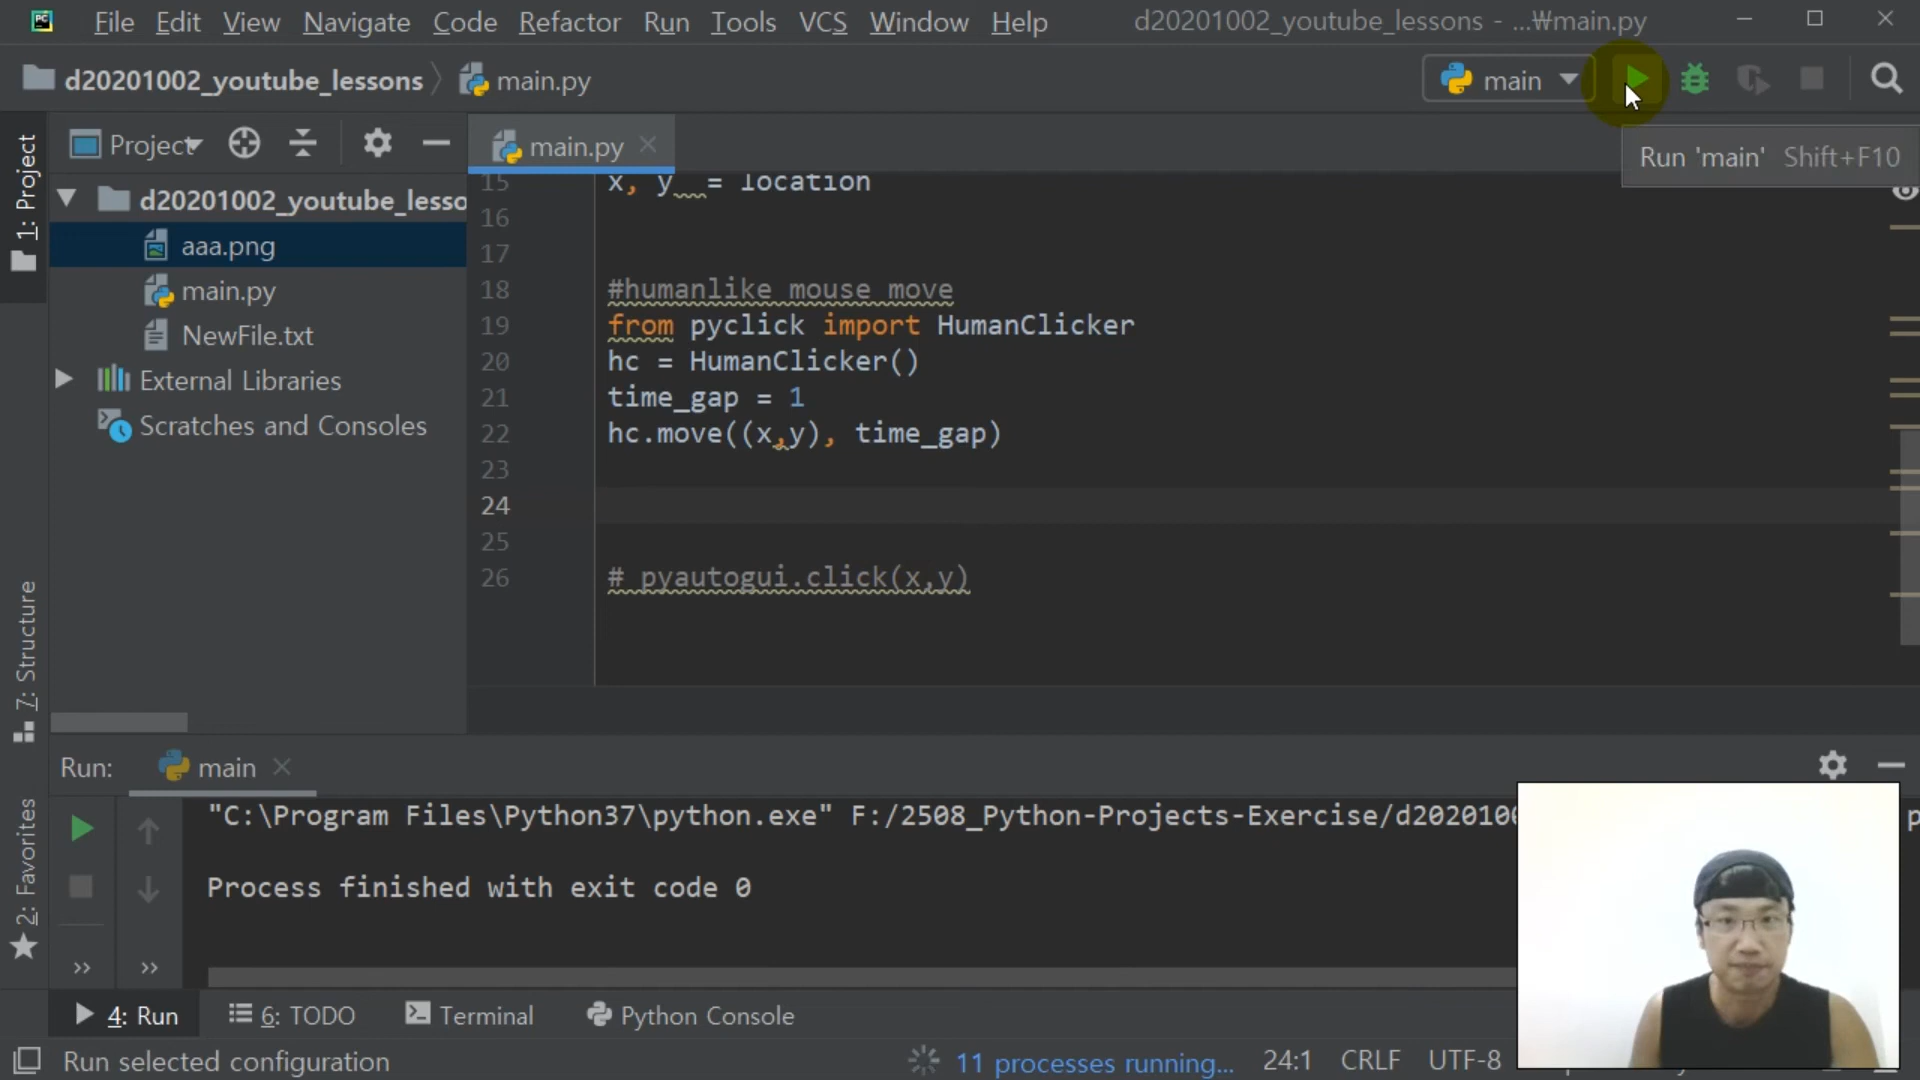 PC File Edit View Navigate Code Refactor Run Tools VCS Window Help d20201002_youtube_lessons - ...₩main.py
d20201002_youtube_lessons main.py main
Run 'main' Shift+F10
1: Project
Project
main.py
d20201002_youtube_lesso
aaa.png
main.py
NewFile.txt
External Libraries
Scratches and Consoles
15 x, y = location
16
17
18 #humanlike mouse move
19 from pyclick import HumanClicker
20 hc = HumanClicker()
21 time_gap = 1
22 hc.move((x,y), time_gap)
23
24
25
26 # pyautogui.click(x,y)
7: Structure
2: Favorites
Run: main
"C:\Program Files\Python37\python.exe" F:/2508_Python-Projects-Exercise/d202010
Process finished with exit code 0
4: Run 6: TODO Terminal Python Console
Run selected configuration 11 processes running... 24:1 CRLF UTF-8